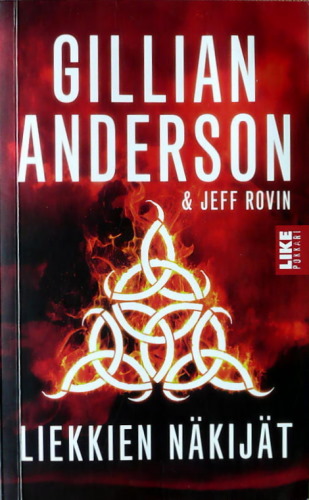 GILLIAN
ANDERSON
& JEFF ROVIN
LIKE
POKKARI
LIEKKIEN NÄKIJÄT